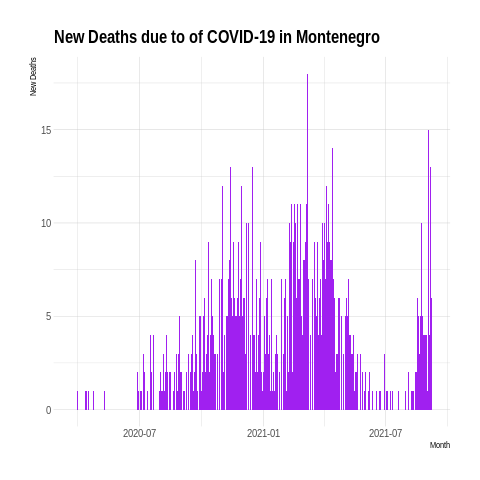 New Deaths due to of COVID-19 in Montenegro
New Deaths
15
10
5
0
2020-07 2021-01 2021-07
Month